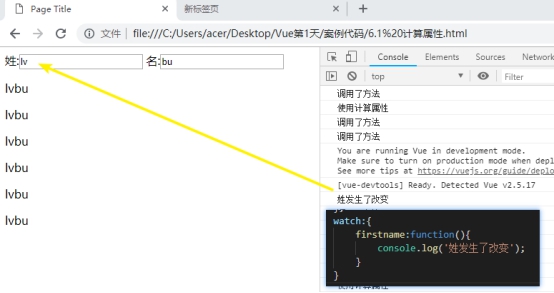 Page Title
新标签页
文件 | file:///C:/Users/acer/Desktop/Vue第1天/案例代码/6.1%20计算属性.html
姓:lv 名:bu
lvbu
lvbu
lvbu
lvbu
lvbu
lvbu
Console Elements Sources Network
top Filter
调用了方法
使用计算属性
调用了方法
调用了方法
You are running Vue in development mode.
Make sure to turn on production mode when depl
See more tips at https://vuejs.org/guide/deplo
[vue-devtools] Ready. Detected Vue v2.5.17
姓发生了改变
watch:{
firstname:function(){
console.log('姓发生了改变');
}
}
使用计算属性